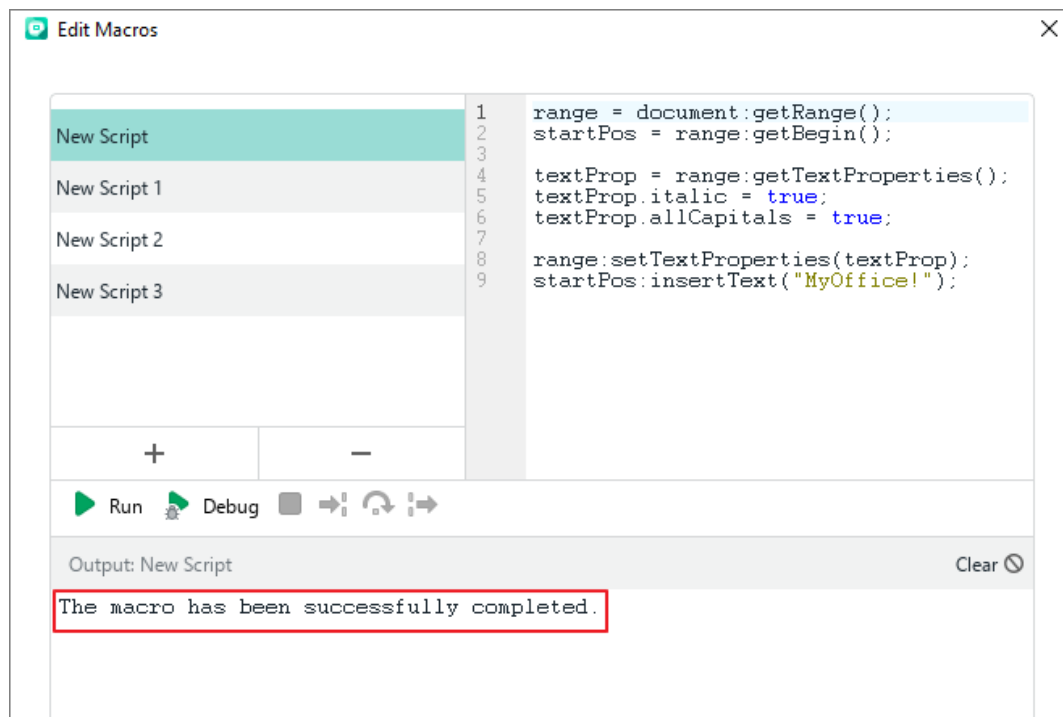 Edit Macros
New Script
New Script 1
New Script 2
New Script 3
1 range = document:getRange();
2 startPos = range:getBegin();
3
4 textProp = range:getTextProperties();
5 textProp.italic = true;
6 textProp.allCapitals = true;
7
8 range:setTextProperties(textProp);
9 startPos:insertText("MyOffice!");
Run Debug
Output: New Script Clear
The macro has been successfully completed.